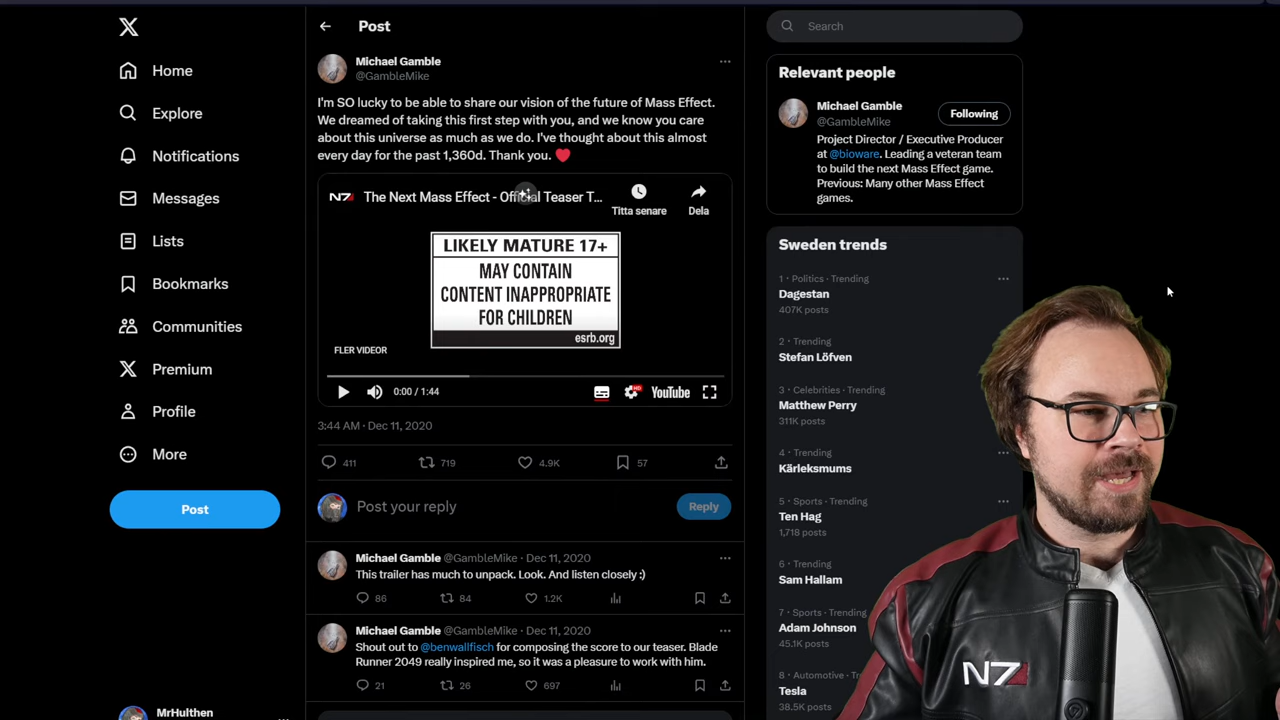 Home
Explore
Notifications
Messages
Lists
Bookmarks
Communities
Premium
Profile
More
Post
MrHulthen
Post
Michael Gamble
@GambleMike
I'm SO lucky to be able to share our vision of the future of Mass Effect.
We dreamed of taking this first step with you, and we know you care
about this universe as much as we do. I've thought about this almost
every day for the past 1,360d. Thank you.
N7 The Next Mass Effect - Official Teaser T...
Titta senare
Dela
LIKELY MATURE 17+
MAY CONTAIN
CONTENT INAPPROPRIATE
FOR CHILDREN
esrb.org
FLER VIDEOR
0:00 / 1:44
HD
YouTube
3:44 AM · Dec 11, 2020
411 719 4.9K 57
Post your reply
Reply
Michael Gamble @GambleMike · Dec 11, 2020
This trailer has much to unpack. Look. And listen closely :)
86 84 1.2K
Michael Gamble @GambleMike · Dec 11, 2020
Shout out to @benwallfisch for composing the score to our teaser. Blade
Runner 2049 really inspired me, so it was a pleasure to work with him.
21 26 697
Search
Relevant people
Michael Gamble
@GambleMike
Following
Project Director / Executive Producer
at @bioware. Leading a veteran team
to build the next Mass Effect game.
Previous: Many other Mass Effect
games.
Sweden trends
1 · Politics · Trending
Dagestan
407K posts
2 · Trending
Stefan Löfven
3 · Celebrities · Trending
Matthew Perry
311K posts
4 · Trending
Kärleksmums
5 · Sports · Trending
Ten Hag
1,718 posts
6 · Trending
Sam Hallam
7 · Sports · Trending
Adam Johnson
45.1K posts
8 · Automotive · Tre
Tesla
38.5K posts
N7